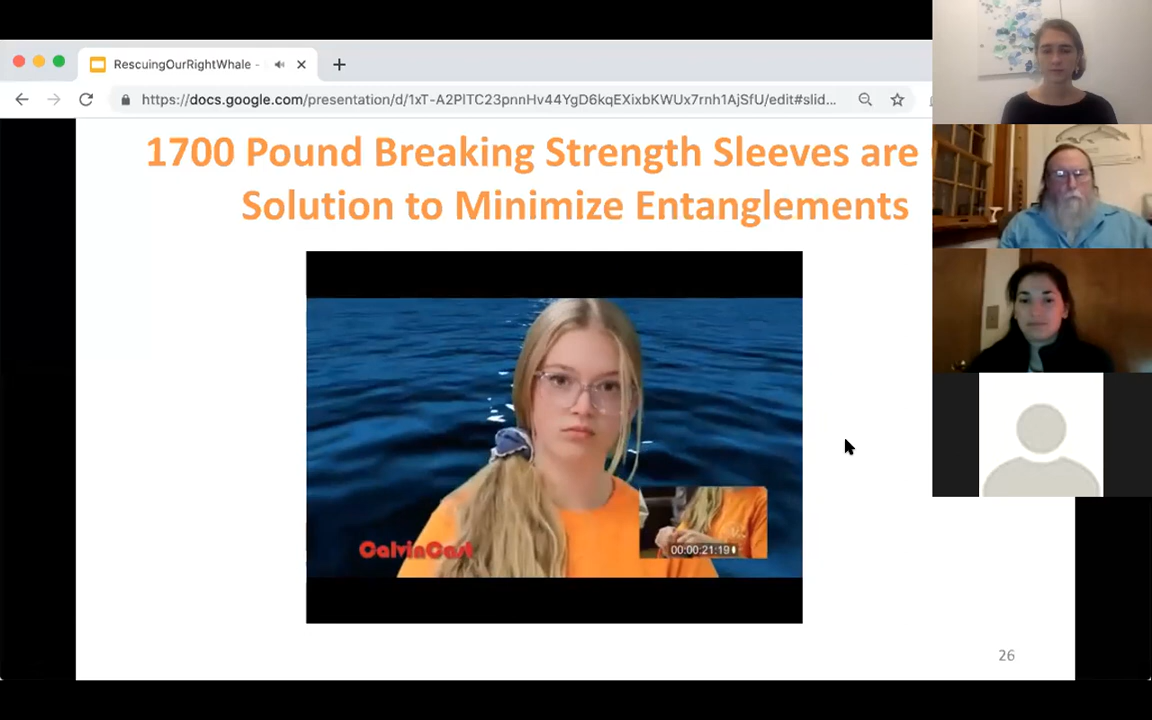 RescuingOurRightWhale -
https://docs.google.com/presentation/d/1xT-A2PITC23pnnHv44YgD6kqEXixbKWUx7rnh1AjSfU/edit#slid...
1700 Pound Breaking Strength Sleeves are
Solution to Minimize Entanglements
CalvinCast
00:00:21:19
26